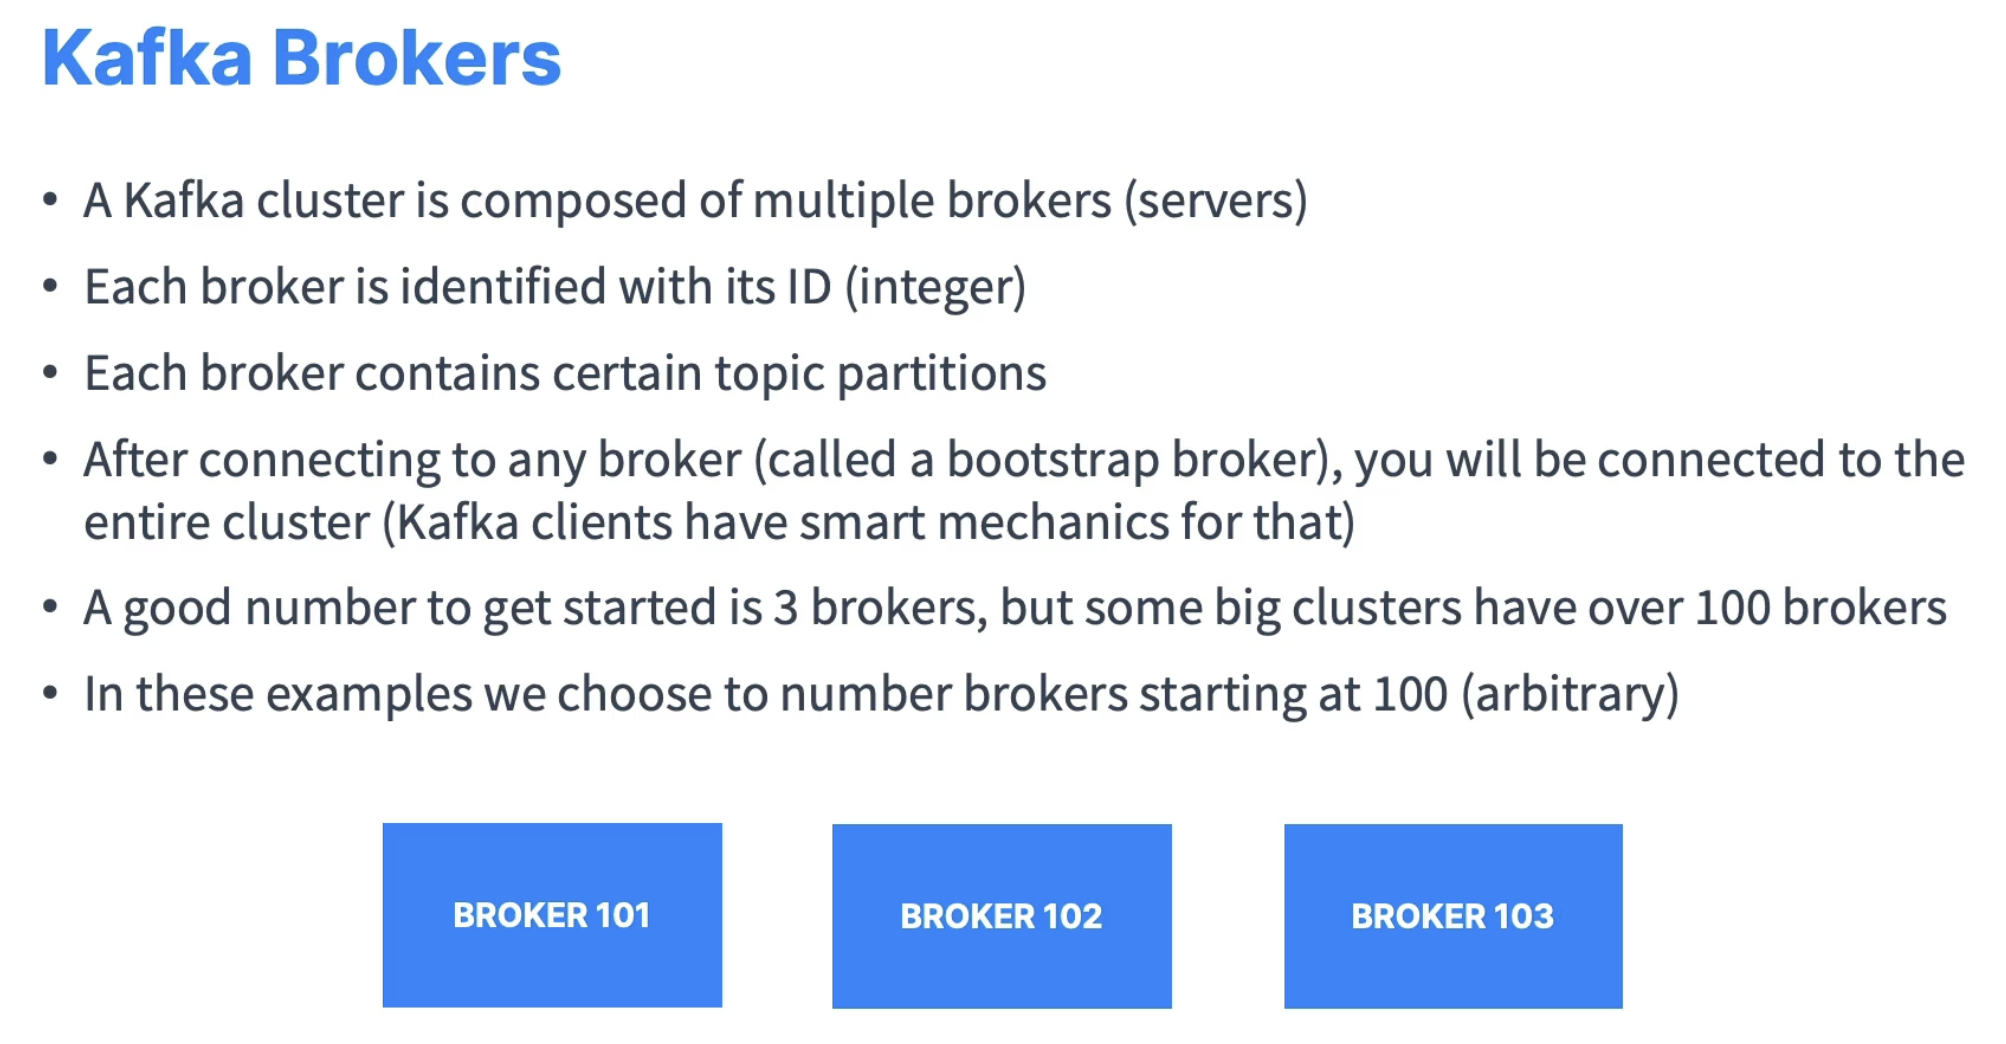 Kafka Brokers
• A Kafka cluster is composed of multiple brokers (servers)
• Each broker is identified with its ID (integer)
• Each broker contains certain topic partitions
• After connecting to any broker (called a bootstrap broker), you will be connected to the
entire cluster (Kafka clients have smart mechanics for that)
• A good number to get started is 3 brokers, but some big clusters have over 100 brokers
• In these examples we choose to number brokers starting at 100 (arbitrary)
BROKER 101
BROKER 102
BROKER 103